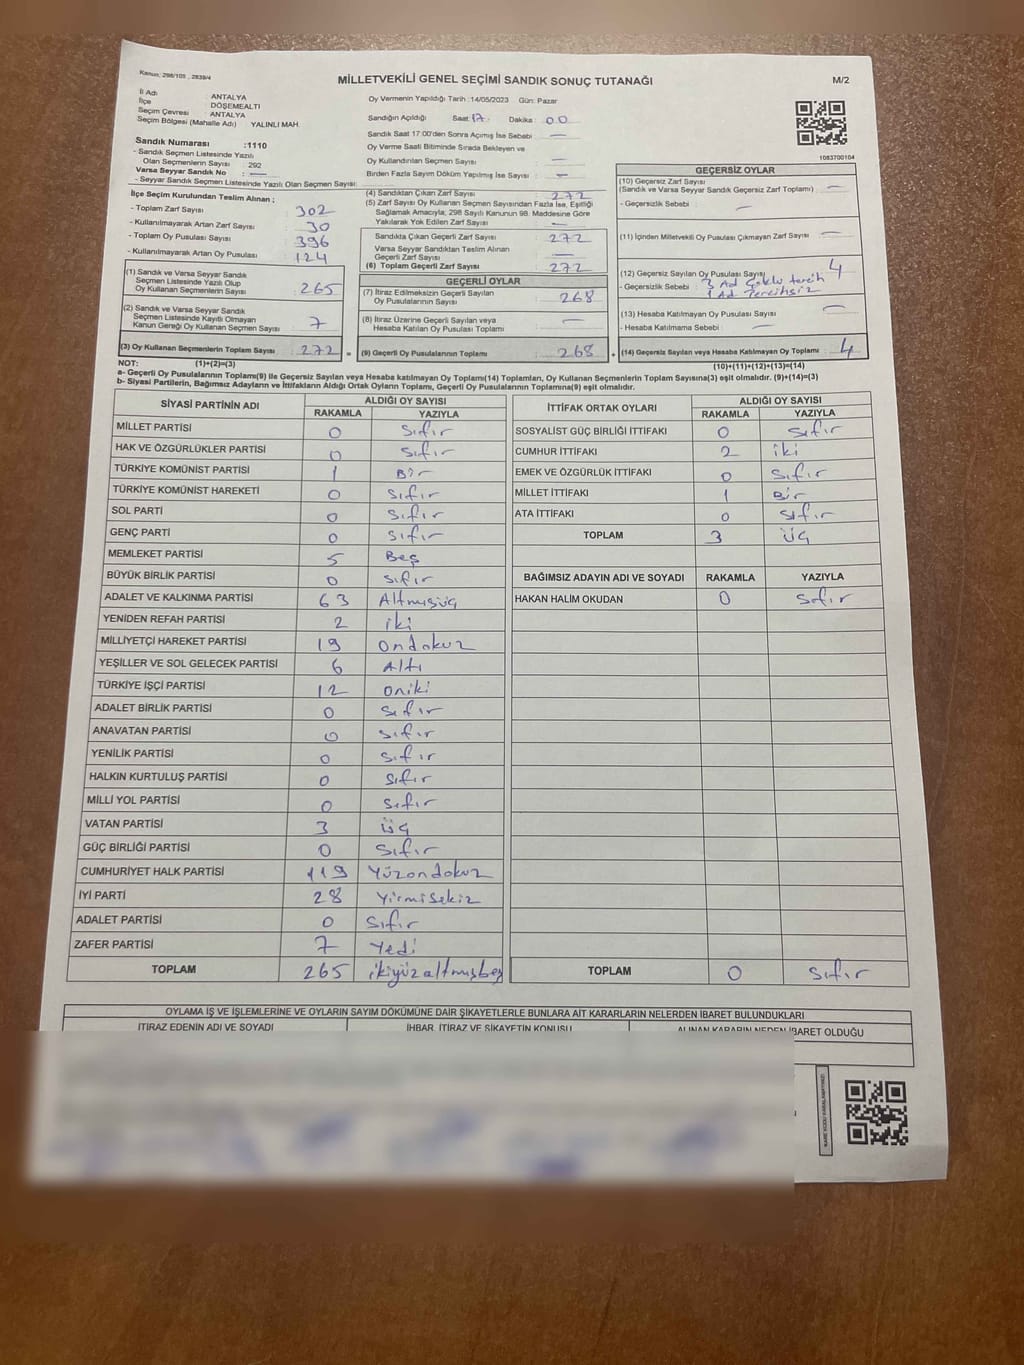 Kanun: 298/105 , 2839/4
MİLLETVEKİLİ GENEL SEÇİMİ SANDIK SONUÇ TUTANAĞI
M/2
İl Adı ANTALYA
İlçe DÖŞEMEALTI
Seçim Çevresi ANTALYA
Seçim Bölgesi (Mahalle Adı) YALINLI MAH.
Sandık Numarası :1110
- Sandık Seçmen Listesinde Yazılı
Olan Seçmenlerin Sayısı : 292
Varsa Seyyar Sandık No : —
- Seyyar Sandık Seçmen Listesinde Yazılı Olan Seçmen Sayısı:
İlçe Seçim Kurulundan Teslim Alınan ;
- Toplam Zarf Sayısı : 302
- Kullanılmayarak Artan Zarf Sayısı : 30
- Toplam Oy Pusulası Sayısı : 396
- Kullanılmayarak Artan Oy Pusulası : 124
(1) Sandık ve Varsa Seyyar Sandık
Seçmen Listesinde Yazılı Olup
Oy Kullanan Seçmenlerin Sayısı : 265
(2) Sandık ve Varsa Seyyar Sandık
Seçmen Listesinde Kayıtlı Olmayan
Kanun Gereği Oy Kullanan Seçmen Sayısı : 7
(3) Oy Kullanan Seçmenlerin Toplam Sayısı : 272 =
Oy Vermenin Yapıldığı Tarih :14/05/2023 Gün: Pazar
Sandığın Açıldığı Saat: 17 Dakika: 00
Sandık Saat 17:00'den Sonra Açımış İse Sebebi : —
Oy Verme Saati Bitiminde Sırada Bekleyen ve
Oy Kullandırılan Seçmen Sayısı : —
Birden Fazla Sayım Döküm Yapılmış İse Sayısı : —
(4) Sandıktan Çıkan Zarf Sayısı : 272
(5) Zarf Sayısı Oy Kullanan Seçmen Sayısından Fazla İse, Eşitliği
Sağlamak Amacıyla, 298 Sayılı Kanunun 98. Maddesine Göre
Yakılarak Yok Edilen Zarf Sayısı : —
Sandıkta Çıkan Geçerli Zarf Sayısı : 272
Varsa Seyyar Sandıktan Teslim Alınan
Geçerli Zarf Sayısı : —
(6) Toplam Geçerli Zarf Sayısı : 272
GEÇERLİ OYLAR
(7) İtiraz Edilmeksizin Geçerli Sayılan
Oy Pusulalarının Sayısı : 268
(8) İtiraz Üzerine Geçerli Sayılan veya
Hesaba Katılan Oy Pusulası Toplamı : —
(9) Geçerli Oy Pusulalarının Toplamı : 268 +
1083700104
GEÇERSİZ OYLAR
(10) Geçersiz Zarf Sayısı
(Sandık ve Varsa Seyyar Sandık Geçersiz Zarf Toplamı) : —
- Geçersizlik Sebebi : —
(11) İçinden Milletvekili Oy Pusulası Çıkmayan Zarf Sayısı : —
(12) Geçersiz Sayılan Oy Pusulası Sayısı : 4
- Geçersizlik Sebebi : 3 Ad Çoklu tercih
1 Ad Tercihsiz
(13) Hesaba Katılmayan Oy Pusulası Sayısı : —
- Hesaba Katılmama Sebebi : —
(14) Geçersiz Sayılan veya Hesaba Katılmayan Oy Toplamı : 4
NOT: (1)+(2)=(3) (10)+(11)+(12)+(13)=(14)
a- Geçerli Oy Pusulalarının Toplamı(9) ile Geçersiz Sayılan veya Hesaba katılmayan Oy Toplam(14) Toplamları, Oy Kullanan Seçmenlerin Toplam Sayısına(3) eşit olmalıdır. (9)+(14)=(3)
b- Siyasi Partilerin, Bağımsız Adayların ve İttifakların Aldığı Ortak Oyların Toplamı, Geçerli Oy Pusulalarının Toplamına(9) eşit olmalıdır.
SİYASİ PARTİNİN ADI ALDIĞI OY SAYISI
RAKAMLA YAZIYLA
MİLLET PARTİSİ 0 Sıfır
HAK VE ÖZGÜRLÜKLER PARTİSİ 0 Sıfır
TÜRKİYE KOMÜNİST PARTİSİ 1 Bir
TÜRKİYE KOMÜNİST HAREKETİ 0 Sıfır
SOL PARTİ 0 Sıfır
GENÇ PARTİ 0 Sıfır
MEMLEKET PARTİSİ 5 Beş
BÜYÜK BİRLİK PARTİSİ 0 Sıfır
ADALET VE KALKINMA PARTİSİ 63 Altmışüç
YENİDEN REFAH PARTİSİ 2 iki
MİLLİYETÇİ HAREKET PARTİSİ 19 ondokuz
YEŞİLLER VE SOL GELECEK PARTİSİ 6 Altı
TÜRKİYE İŞÇİ PARTİSİ 12 oniki
ADALET BİRLİK PARTİSİ 0 Sıfır
ANAVATAN PARTİSİ 0 Sıfır
YENİLİK PARTİSİ 0 Sıfır
HALKIN KURTULUŞ PARTİSİ 0 Sıfır
MİLLİ YOL PARTİSİ 0 Sıfır
VATAN PARTİSİ 3 üç
GÜÇ BİRLİĞİ PARTİSİ 0 Sıfır
CUMHURİYET HALK PARTİSİ 119 Yüzondokuz
İYİ PARTİ 28 Yirmisekiz
ADALET PARTİSİ 0 Sıfır
ZAFER PARTİSİ 7 Yedi
TOPLAM 265 ikiyüzaltmışbeş
İTTİFAK ORTAK OYLARI ALDIĞI OY SAYISI
RAKAMLA YAZIYLA
SOSYALİST GÜÇ BİRLİĞİ İTTİFAKI 0 Sıfır
CUMHUR İTTİFAKI 2 iki
EMEK VE ÖZGÜRLÜK İTTİFAKI 0 Sıfır
MİLLET İTTİFAKI 1 Bir
ATA İTTİFAKI 0 Sıfır
TOPLAM 3 üç
BAĞIMSIZ ADAYIN ADI VE SOYADI RAKAMLA YAZIYLA
HAKAN HALİM OKUDAN 0 Sıfır
TOPLAM 0 Sıfır
OYLAMA İŞ VE İŞLEMLERİNE VE OYLARIN SAYIM DÖKÜMÜNE DAİR ŞİKAYETLERLE BUNLARA AİT KARARLARIN NELERDEN İBARET BULUNDUKLARI
İTİRAZ EDENİN ADI VE SOYADI İHBAR, İTİRAZ VE ŞİKAYETİN KONUSU ALINAN KARARIN NEDEN İBARET OLDUĞU